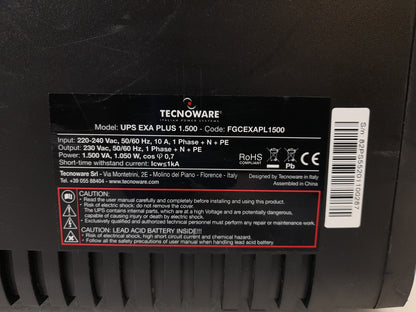 TECNOWARE®
ITALIAN POWER SYSTEMS
Model: UPS EXA PLUS 1.500 - Code: FGCEXAPL1500
Input: 220-240 Vac, 50/60 Hz, 10 A, 1 Phase + N + PE
Output: 230 Vac, 50/60 Hz, 1 Phase + N + PE
Power: 1.500 VA, 1.050 W, cos φ 0,7
Short-time withstand current: Icw≤1kA
RoHS
COMPLIANT
Pb
Tecnoware Srl - Via Montetrini, 2E - Molino del Piano - Florence - Italy
Tel. +39 055 88404 - www.tecnoware.com
Designed by Tecnoware in Italy
Assembled in China
CAUTION:
• Read the user manual carefully and completely before commissioning.
• Risk of electric shock: do not remove the cover.
• The UPS contains internal parts, which are at a high Voltage and are potentially dangerous,
capable of causing injury or death by electric shock.
• Exclusively qualified and authorized technical personnel must perform any repair or maintenance work.
CAUTION: LEAD ACID BATTERY INSIDE!!!
• Risk of electric shock, high short circuit current and chemical hazard.
• Follow all the safety precautions of user manual when handling lead acid battery.